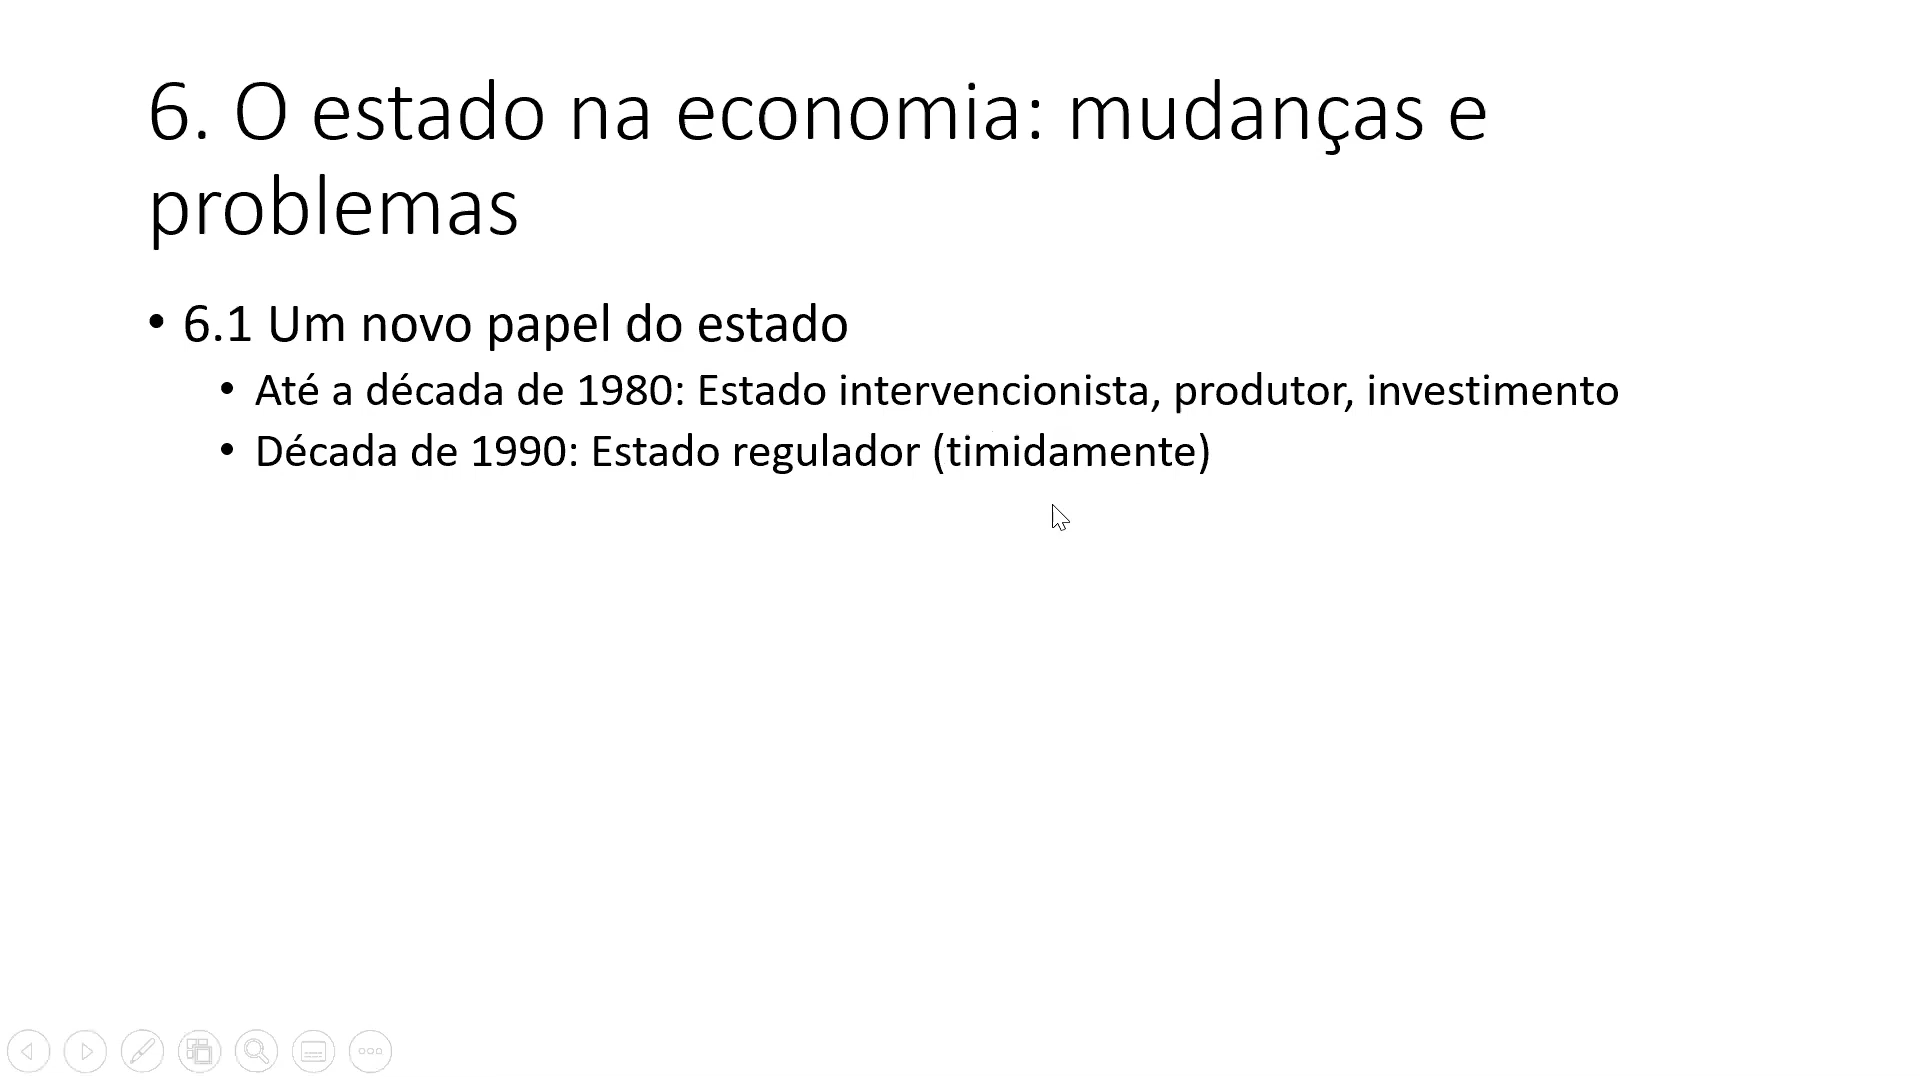 6. O estado na economia: mudanças e
problemas
• 6.1 Um novo papel do estado
• Até a década de 1980: Estado intervencionista, produtor, investimento
• Década de 1990: Estado regulador (timidamente)